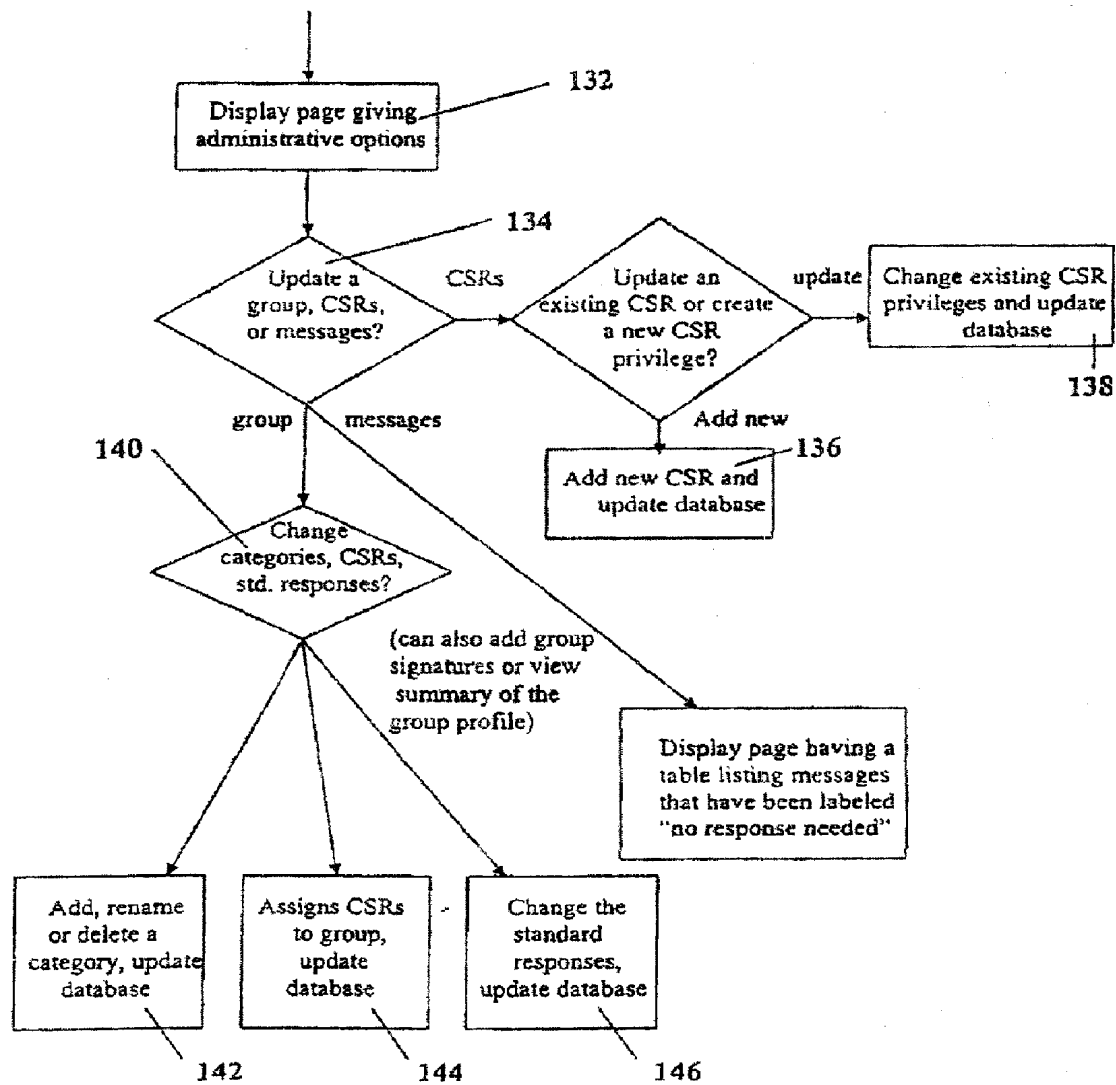 132
Display page giving
administrative options
134
Update a
group, CSRs,
or messages?
CSRs
Update an
existing CSR or create
a new CSR
privilege?
update
Change existing CSR
privileges and update
database
138
group
messages
Add new
136
Add new CSR and
update database
140
Change
categories, CSRs,
std. responses?
(can also add group
signatures or view
summary of the
group profile)
Display page having a
table listing messages
that have been labeled
"no response needed"
Add, rename
or delete a
category, update
database
Assigns CSRs
to group,
update
database
Change the
standard
responses,
update database
142
144
146